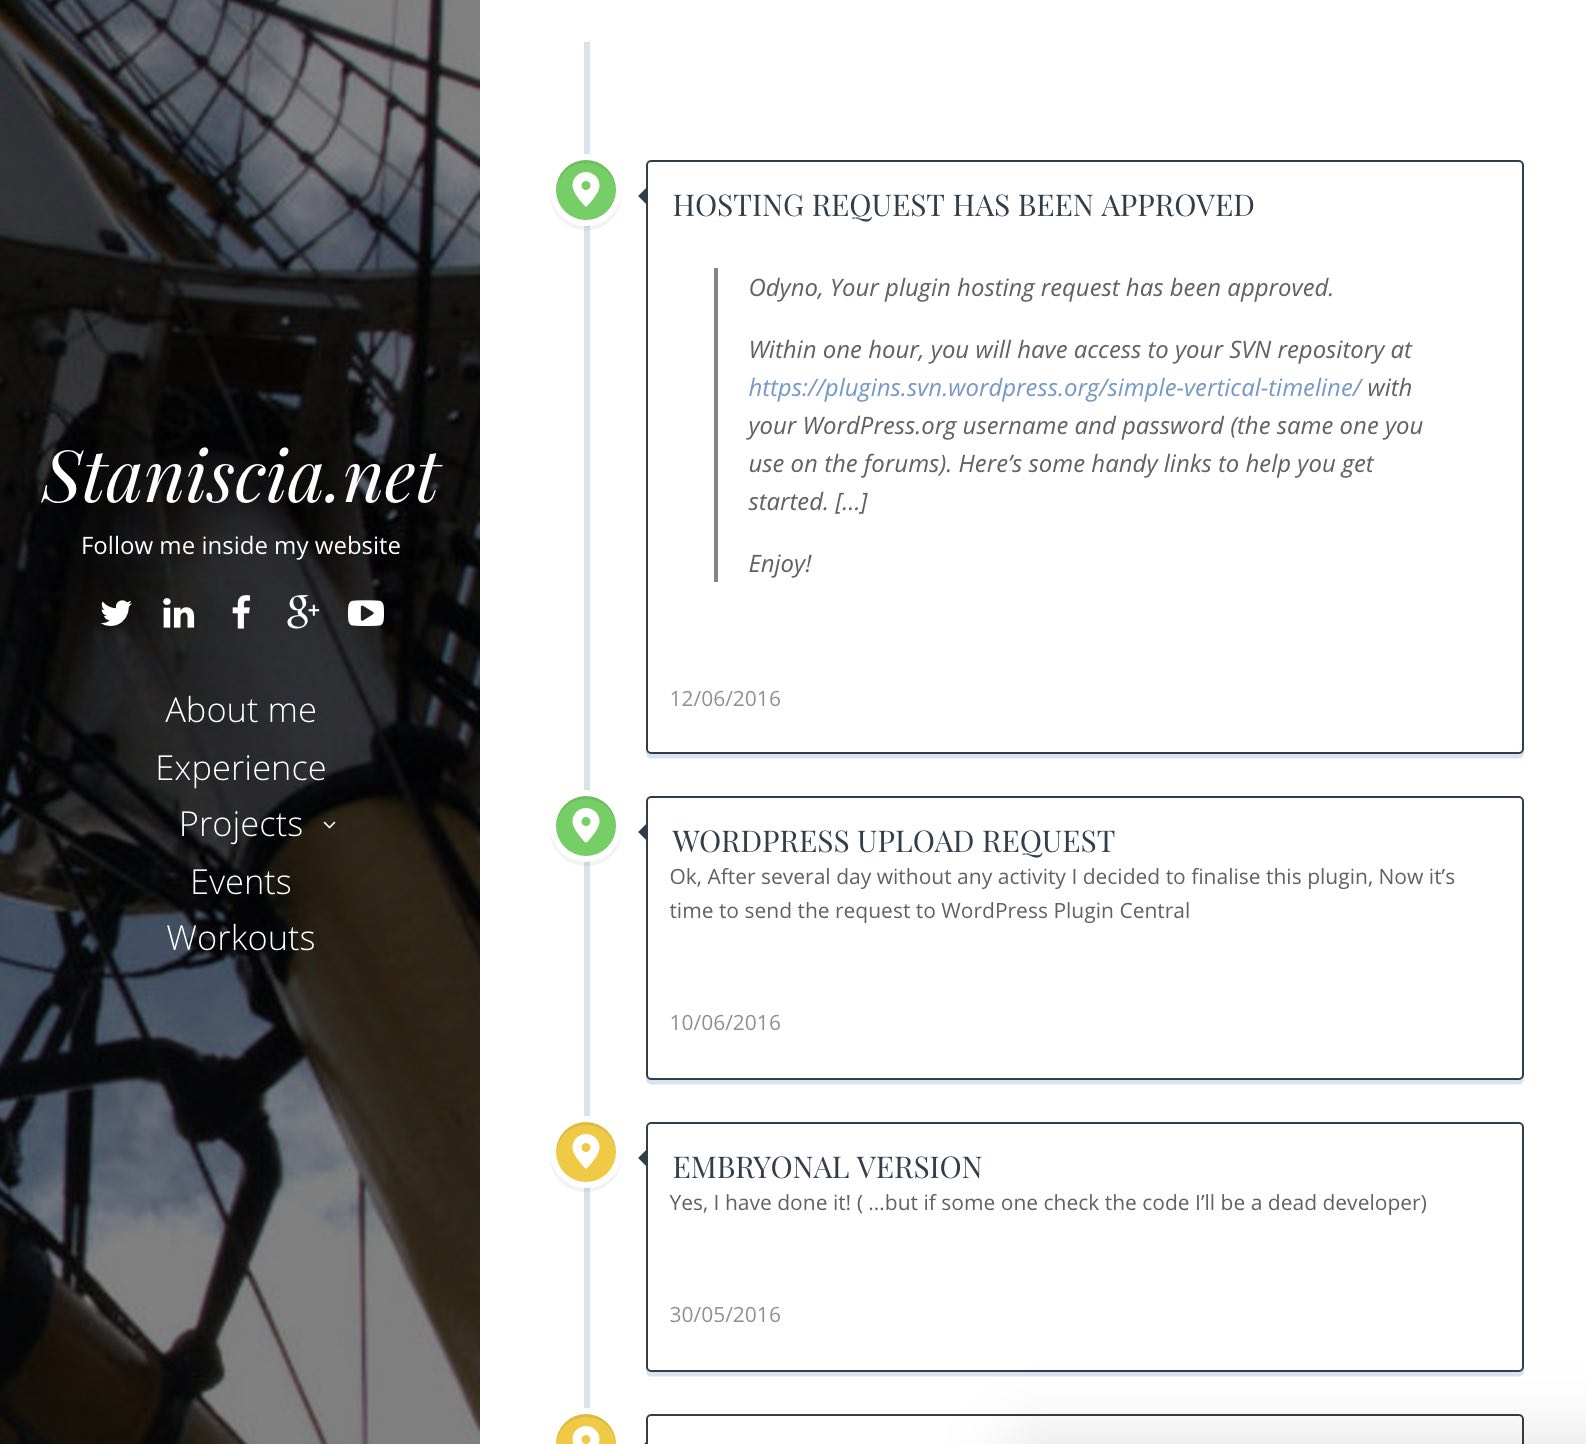 Staniscia.net
Follow me inside my website
About me
Experience
Projects
Events
Workouts
HOSTING REQUEST HAS BEEN APPROVED
Odyno, Your plugin hosting request has been approved.
Within one hour, you will have access to your SVN repository at
https://plugins.svn.wordpress.org/simple-vertical-timeline/ with
your WordPress.org username and password (the same one you
use on the forums). Here’s some handy links to help you get
started. […]
Enjoy!
12/06/2016
WORDPRESS UPLOAD REQUEST
Ok, After several day without any activity I decided to finalise this plugin, Now it’s
time to send the request to WordPress Plugin Central
10/06/2016
EMBRYONAL VERSION
Yes, I have done it! ( …but if some one check the code I’ll be a dead developer)
30/05/2016